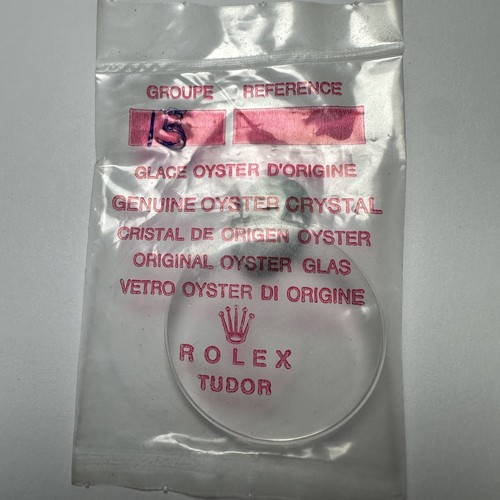 GROUPE REFERENCE
15
GLACE OYSTER D'ORIGINE
GENUINE OYSTER CRYSTAL
CRISTAL DE ORIGEN OYSTER
ORIGINAL OYSTER GLAS
VETRO OYSTER DI ORIGINE
ROLEX
TUDOR